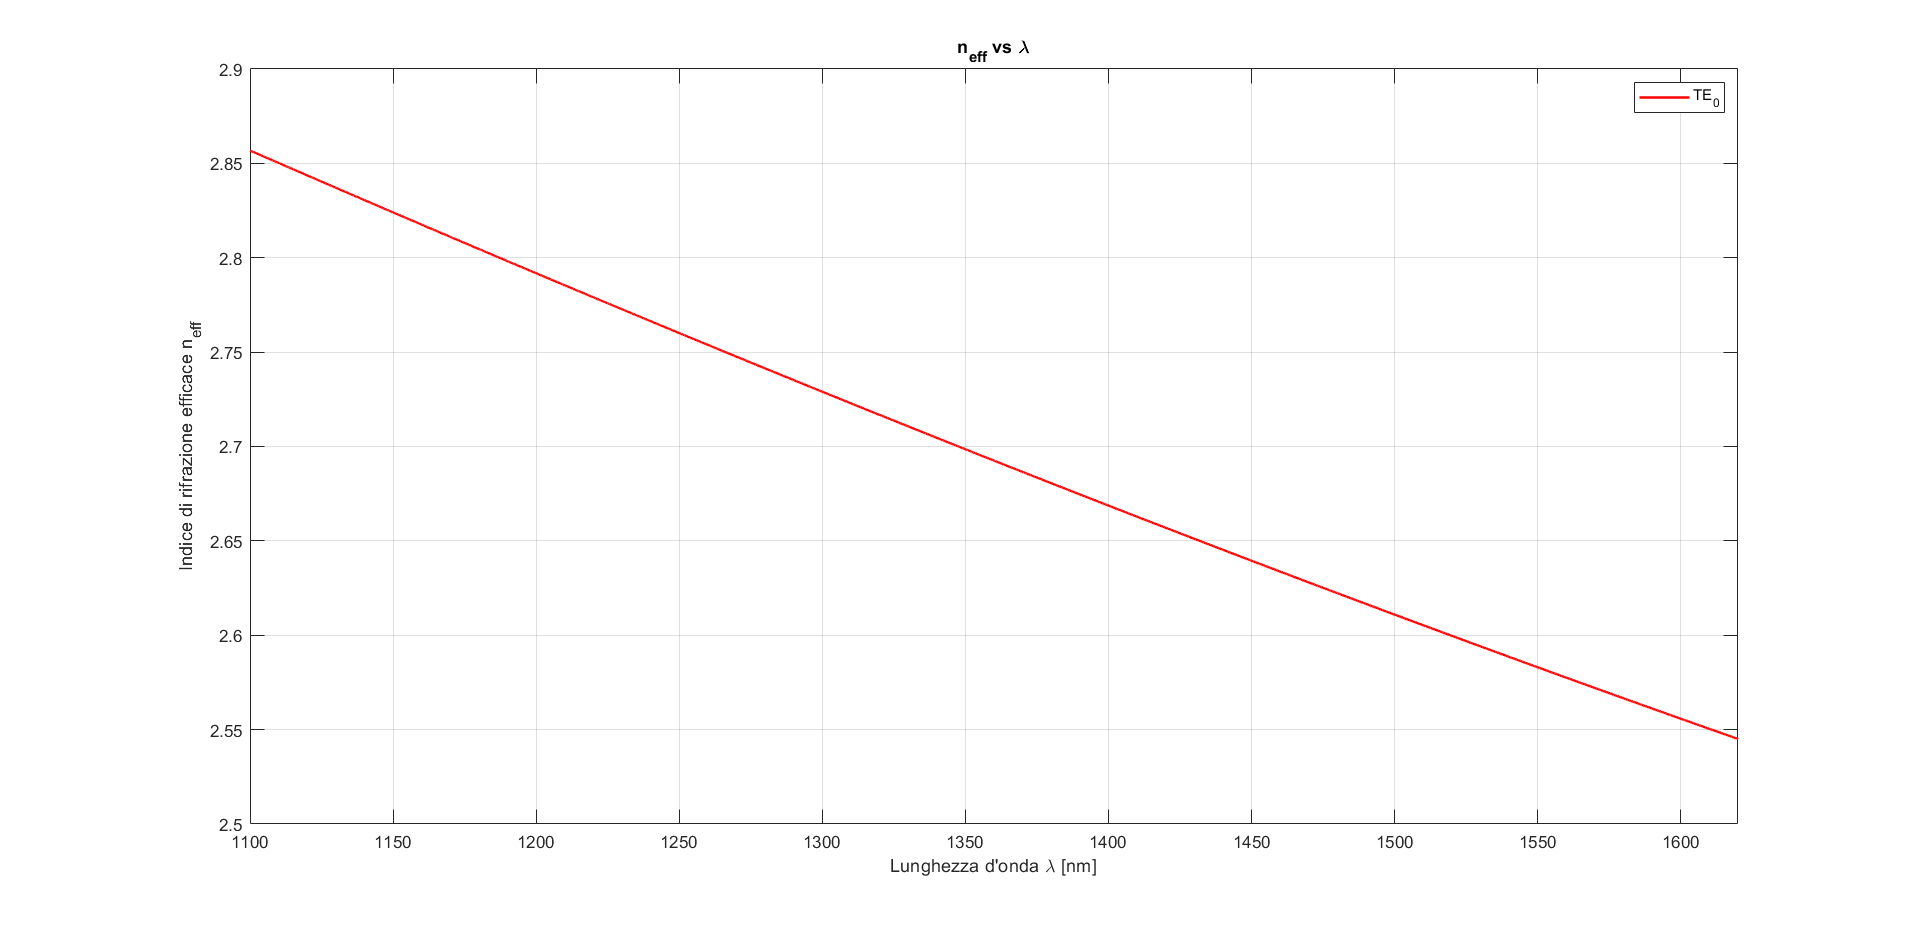 n_eff vs λ
TE_0
Indice di rifrazione efficace n_eff
2.9
2.85
2.8
2.75
2.7
2.65
2.6
2.55
2.5
1100 1150 1200 1250 1300 1350 1400 1450 1500 1550 1600
Lunghezza d'onda λ [nm]